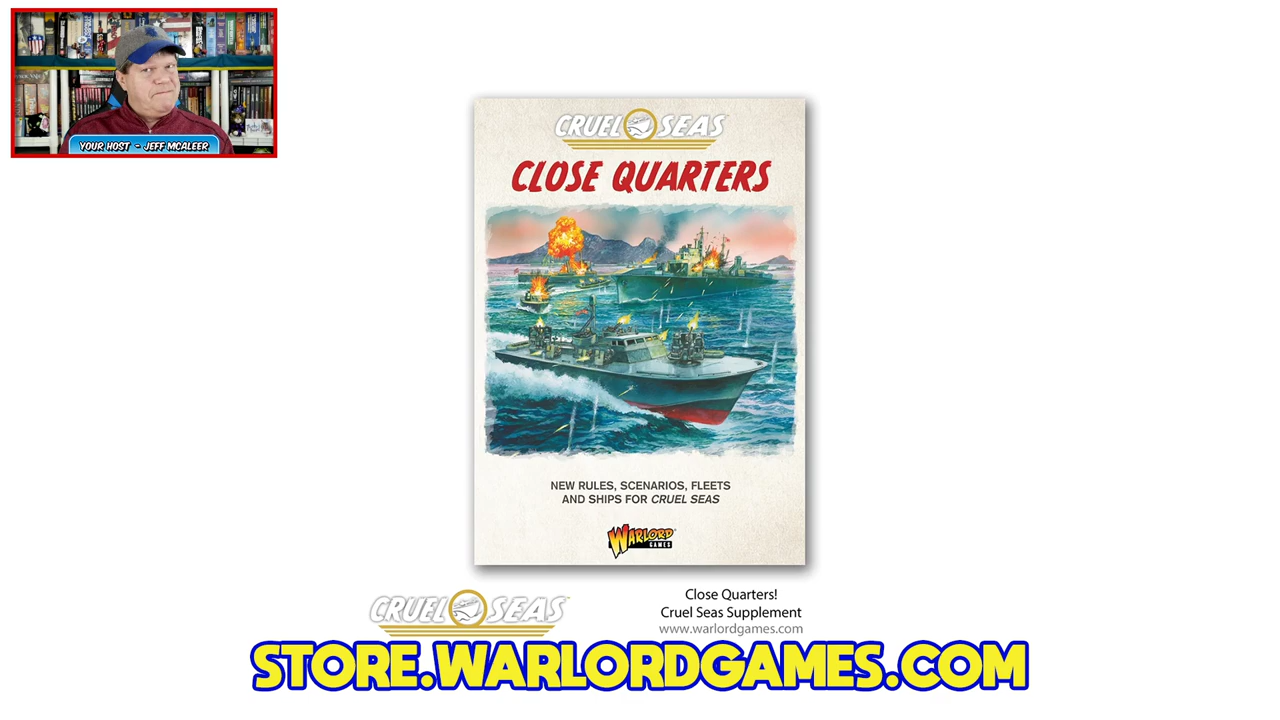 YOUR HOST - JEFF MCALEER
CRUEL SEAS
CLOSE QUARTERS
NEW RULES, SCENARIOS, FLEETS
AND SHIPS FOR CRUEL SEAS
WARLORD
GAMES
CRUEL SEAS
Close Quarters!
Cruel Seas Supplement
www.warlordgames.com
STORE.WARLORDGAMES.COM